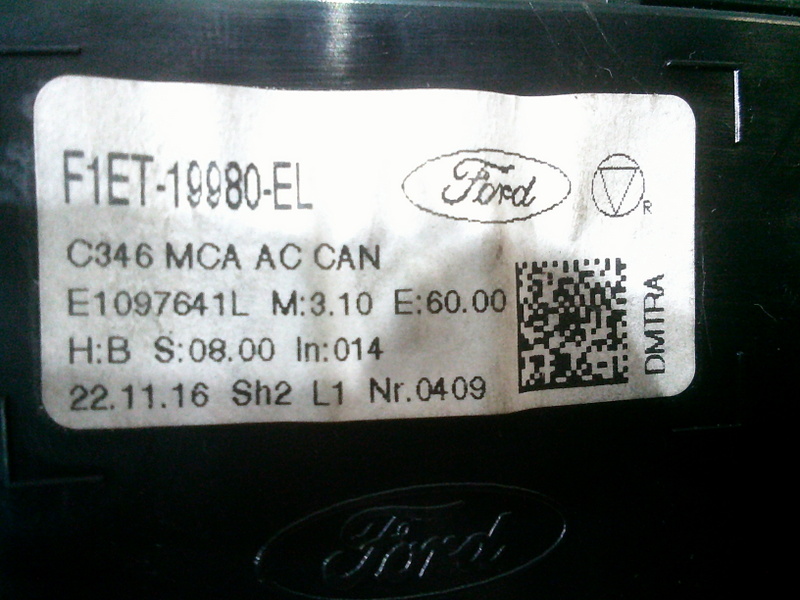 F1ET-19980-EL
Ford
R
C346 MCA AC CAN
E1097641L M:3.10 E:60.00
H:B S:08.00 In:014
22.11.16 Sh2 L1 Nr.0409
DMTRA
Ford